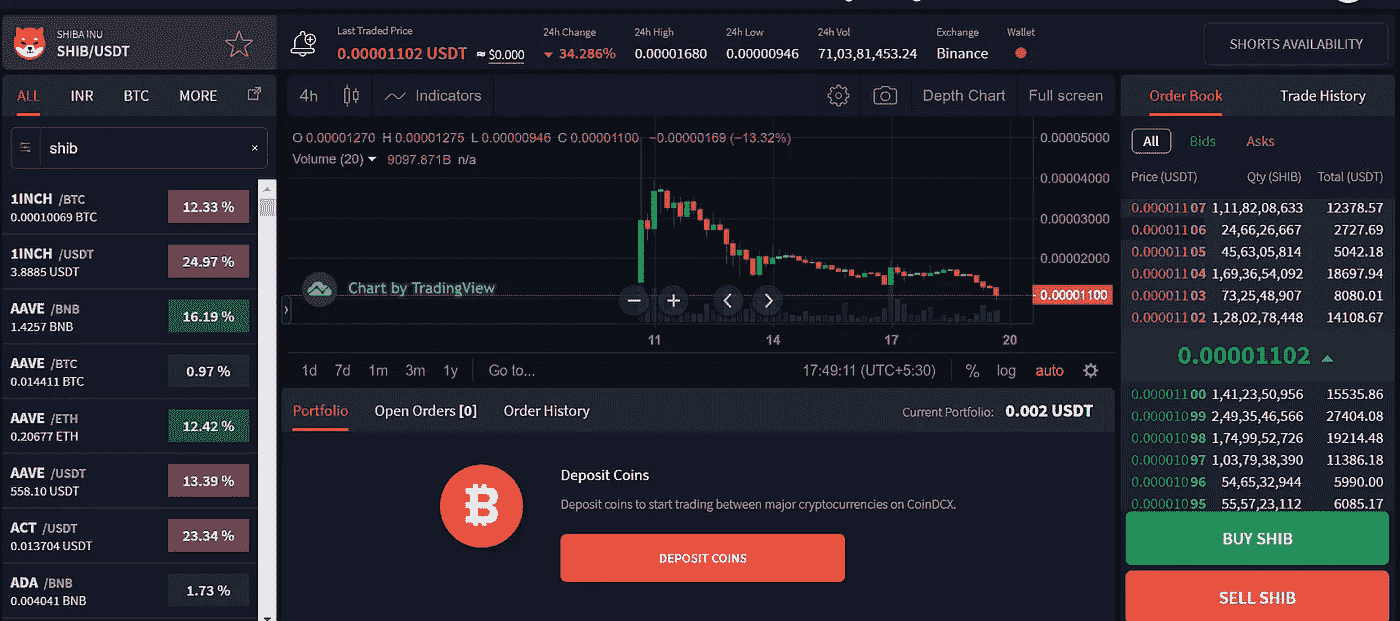 SHIBA INU
SHIB/USDT
Last Traded Price
0.00001102 USDT ≈ $0.000
24h Change
34.286%
24h High
0.00001680
24h Low
0.00000946
24h Vol
71,03,81,453.24
Exchange
Binance
Wallet
SHORTS AVAILABILITY
ALL INR BTC MORE
shib ×
1INCH /BTC
0.00010069 BTC
12.33 %
1INCH /USDT
3.8885 USDT
24.97 %
AAVE /BNB
1.4257 BNB
16.19 %
AAVE /BTC
0.014411 BTC
0.97 %
AAVE /ETH
0.20677 ETH
12.42 %
AAVE /USDT
558.10 USDT
13.39 %
ACT /USDT
0.013704 USDT
23.34 %
ADA /BNB
0.004041 BNB
1.73 %
4h Indicators Depth Chart Full screen
O 0.00001270 H 0.00001275 L 0.00000946 C 0.00001100 −0.00000169 (−13.32%)
Volume (20) 9097.871B n/a
0.00005000
0.00004000
0.00003000
0.00002000
0.00001100
Chart by TradingView
11 14 17 20
1d 7d 1m 3m 1y Go to... 17:49:11 (UTC+5:30) % log auto
Portfolio Open Orders [0] Order History Current Portfolio: 0.002 USDT
Deposit Coins
Deposit coins to start trading between major cryptocurrencies on CoinDCX.
DEPOSIT COINS
Order Book Trade History
All Bids Asks
Price (USDT) Qty (SHIB) Total (USDT)
0.00001107 1,11,82,08,633 12378.57
0.00001106 24,66,26,667 2727.69
0.00001105 45,63,05,814 5042.18
0.00001104 1,69,36,54,092 18697.94
0.00001103 73,25,48,907 8080.01
0.00001102 1,28,02,78,448 14108.67
0.00001102
0.00001100 1,41,23,50,956 15535.86
0.00001099 2,49,35,46,566 27404.08
0.00001098 1,74,99,52,726 19214.48
0.00001097 1,03,79,38,390 11386.18
0.00001096 54,65,32,944 5990.00
0.00001095 55,57,23,112 6085.17
BUY SHIB
SELL SHIB